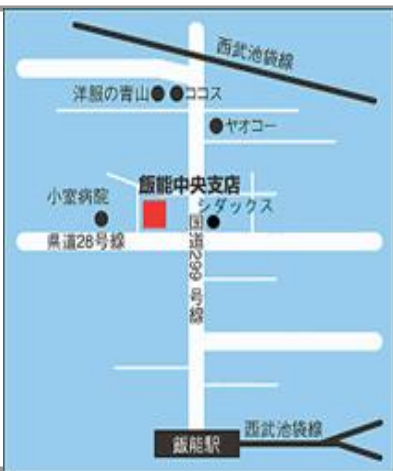 西武池袋線
洋服の青山
ココス
ヤオコー
飯能中央支店
小室病院
シダックス
県道28号線
国道299号線
西武池袋線
飯能駅